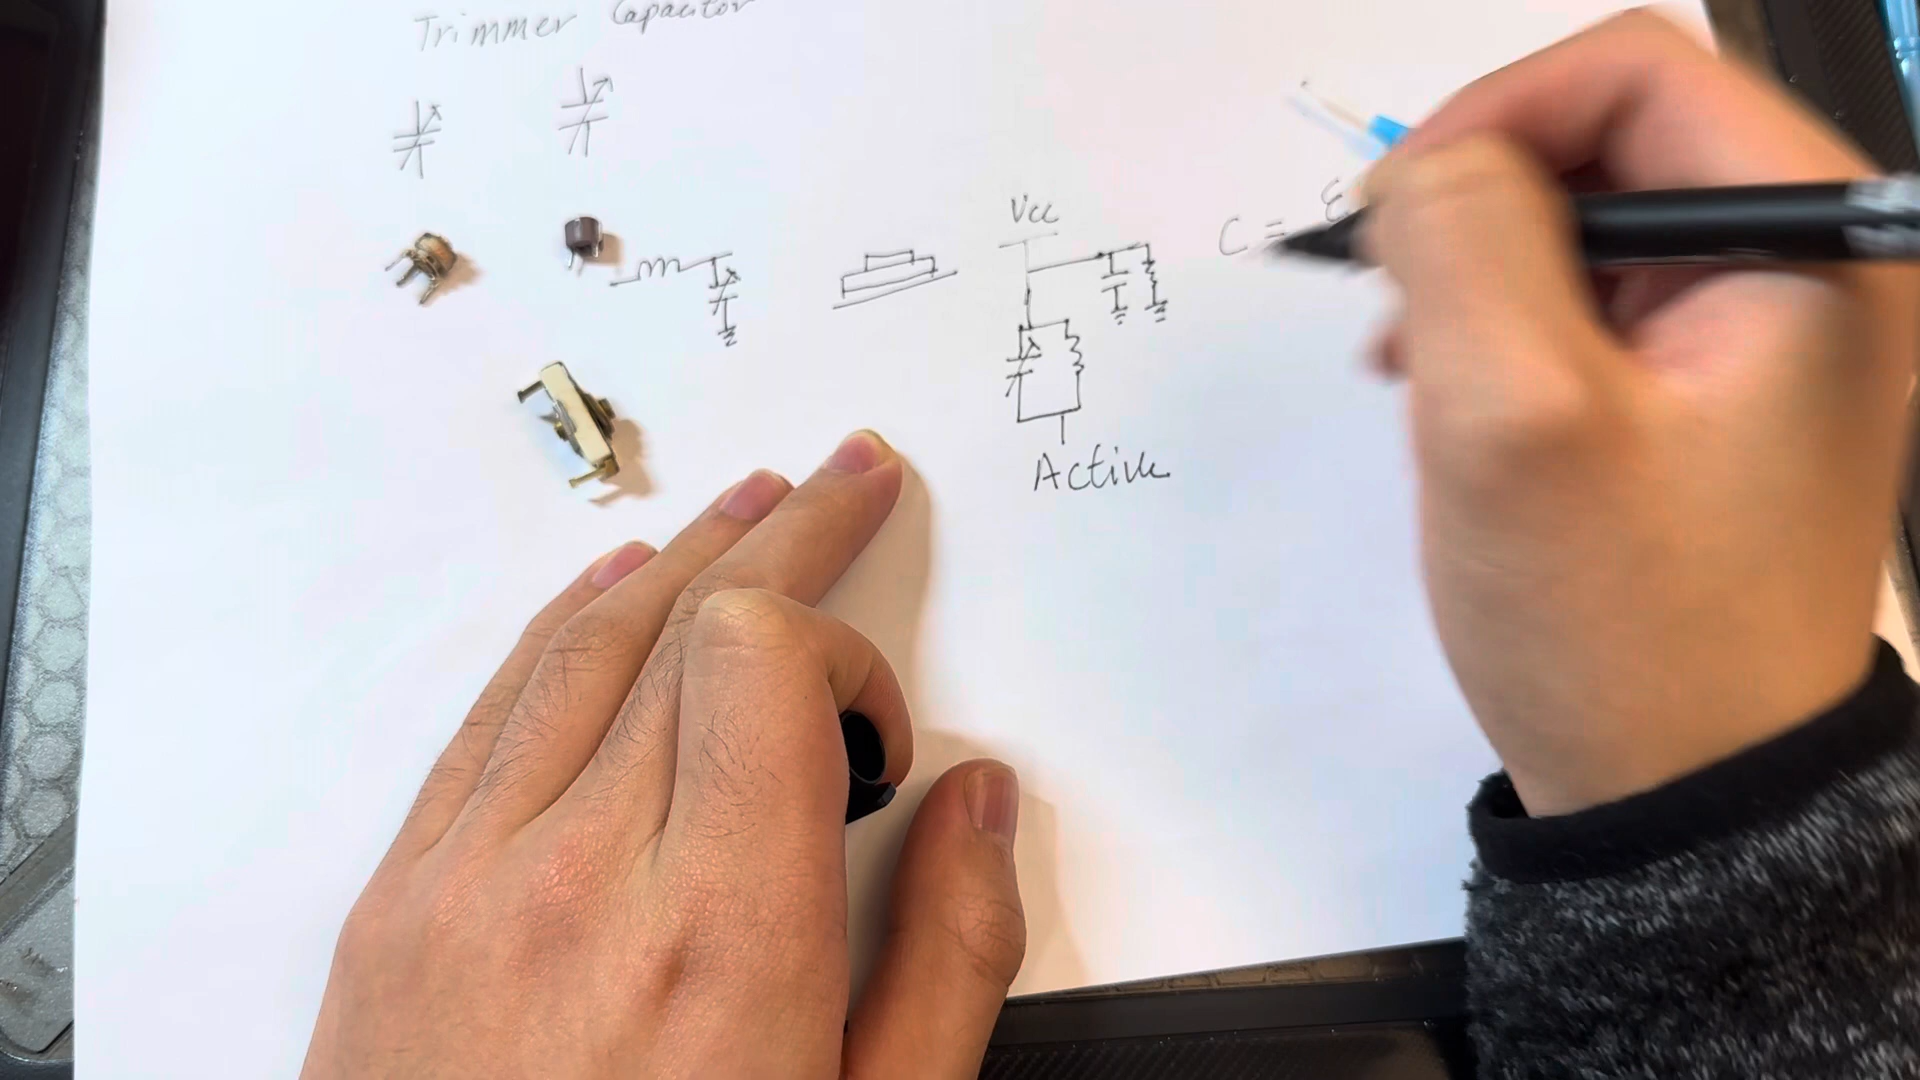 Trimmer Capacitor
Vcc
C = ε
Active